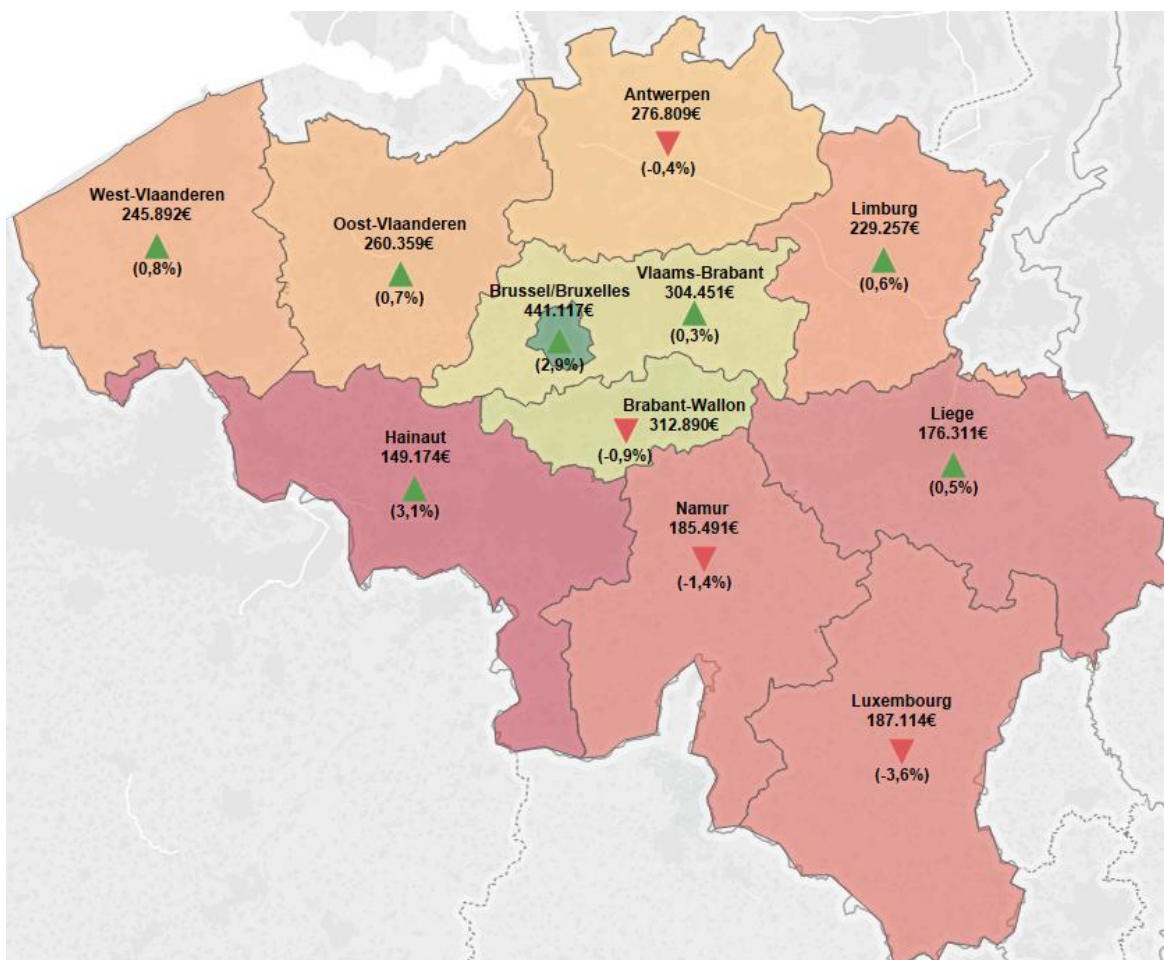 Antwerpen
276.809€
(-0,4%)
West-Vlaanderen
245.892€
(0,8%)
Oost-Vlaanderen
260.359€
(0,7%)
Limburg
229.257€
(0,6%)
Vlaams-Brabant
304.451€
(0,3%)
Brussel/Bruxelles
441.117€
(2,9%)
Brabant-Wallon
312.890€
(-0,9%)
Hainaut
149.174€
(3,1%)
Liege
176.311€
(0,5%)
Namur
185.491€
(-1,4%)
Luxembourg
187.114€
(-3,6%)